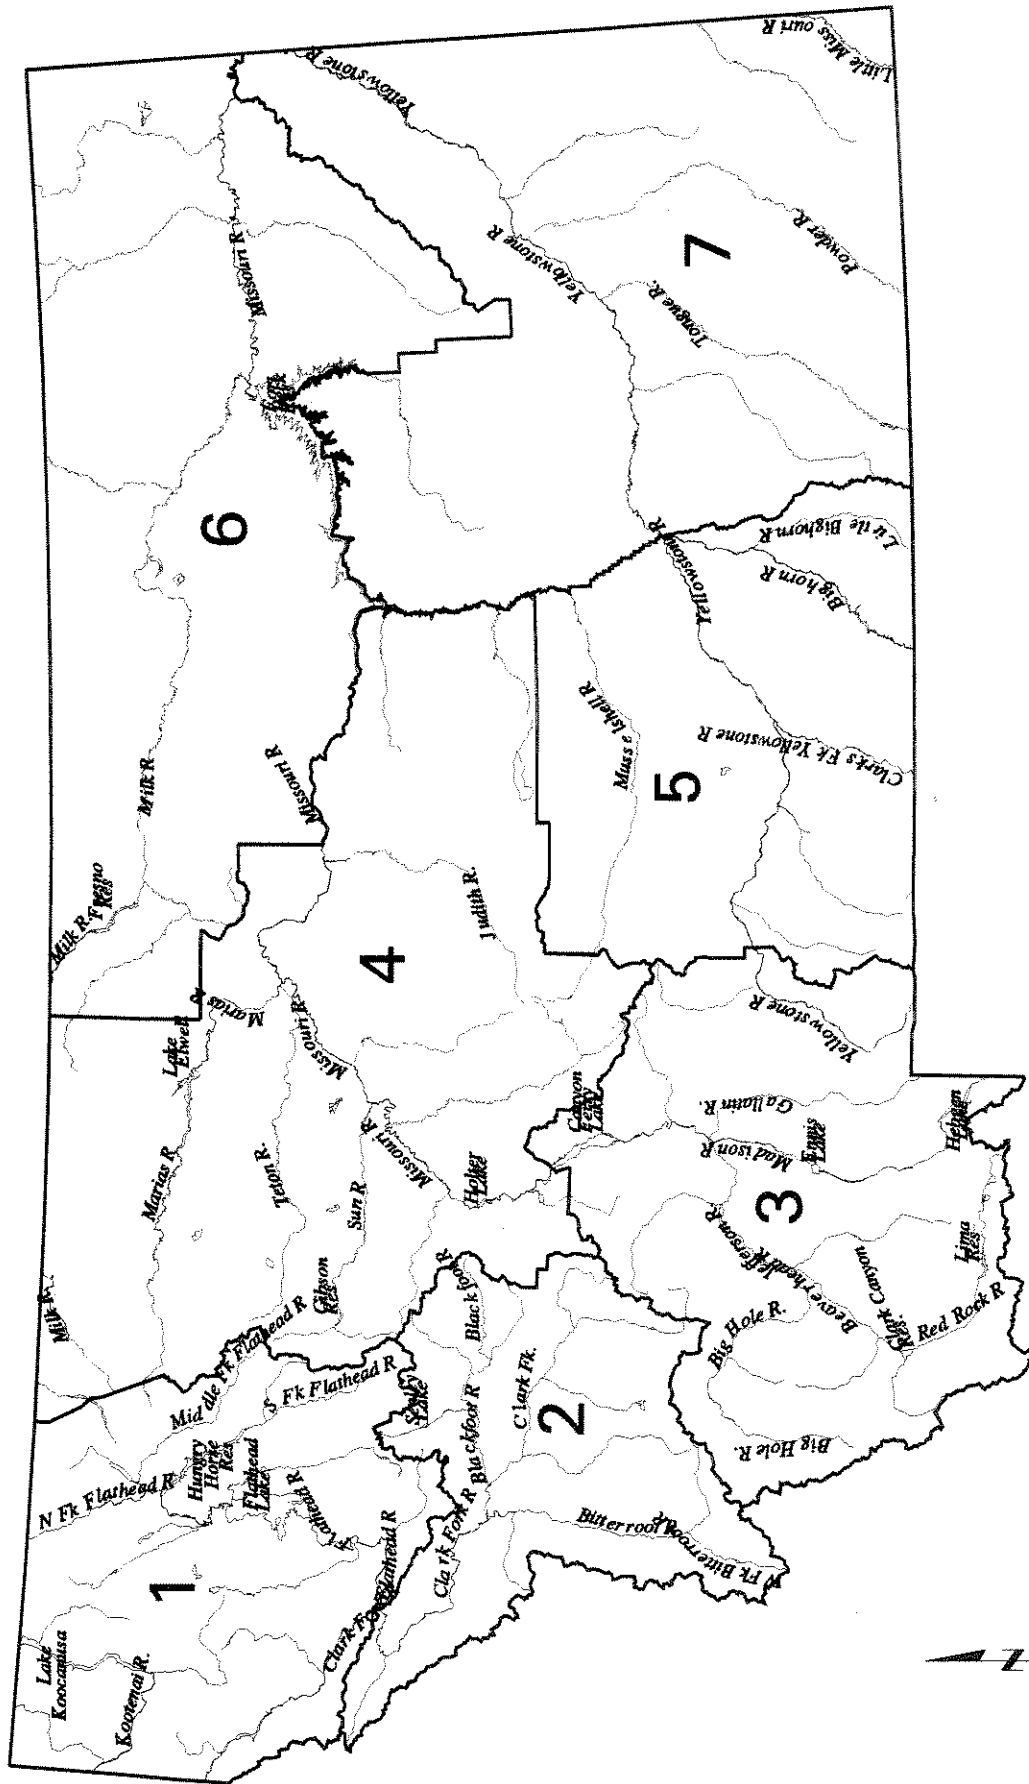 Lake
Koocanusa
Kootenai R.
1
N Fk Flathead R
Hungry
Horse
Res
Flathead
Lake
Flathead R
Middle Fk Flathead R
S Fk Flathead R
Clark Fork
Flathead R
Clark Fork R
Lake
Blackfoot R
Blackfoot R
Clark Fk.
2
Bitterroot R
W Fk Bitterroot R
Milk R.
Marias R
Lake
Elwell
Marias R
Teton R.
Gibson
Res
Sun R
Missouri R
Missouri R
Missouri R.
Holter
Lake
4
Judith R.
Canyon
Ferry
Lake
Big Hole R.
Big Hole R.
Jefferson R.
Beaverhead R
Clark Canyon
Res.
Red Rock R
Lima
Res
3
Madison R
Ennis
Lake
Gallatin R.
Hebgen
Lake
Yellowstone R
Milk R.
Fresno
Res
Milk R
Missouri R
6
Missouri R
Musselshell R
5
Clarks Fk Yellowstone R
Yellowstone R
Bighorn R
Little Bighorn R
Yellowstone R
Yellowstone R
Tongue R.
7
Powder R.
Little Missouri R
N